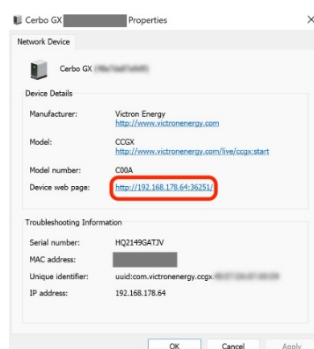 Cerbo GX Properties
Network Device
Cerbo GX
Device Details
Manufacturer: Victron Energy
http://www.victronenergy.com
Model: CCGX
http://www.victronenergy.com/live/ccgx:start
Model number: C00A
Device web page: http://192.168.178.64:36251/
Troubleshooting Information
Serial number: HQ2149GATJV
MAC address:
Unique identifier: uuid:com.victronenergy.ccgx.
IP address: 192.168.178.64
OK Cancel Apply